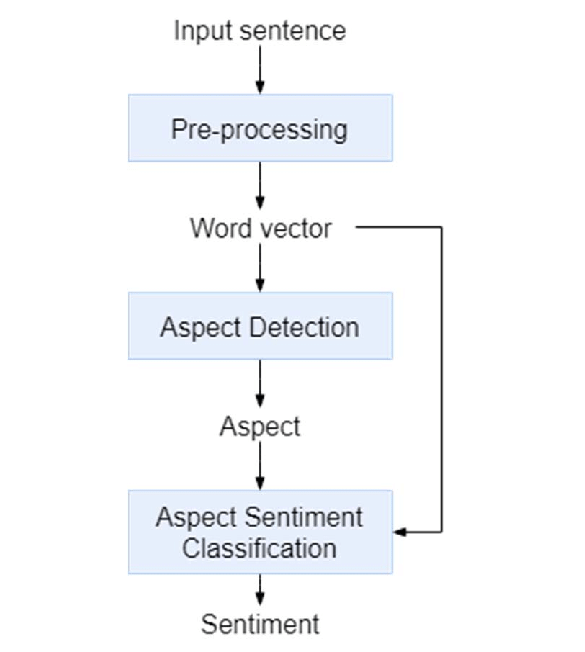 Input sentence
Pre-processing
Word vector
Aspect Detection
Aspect
Aspect Sentiment
Classification
Sentiment